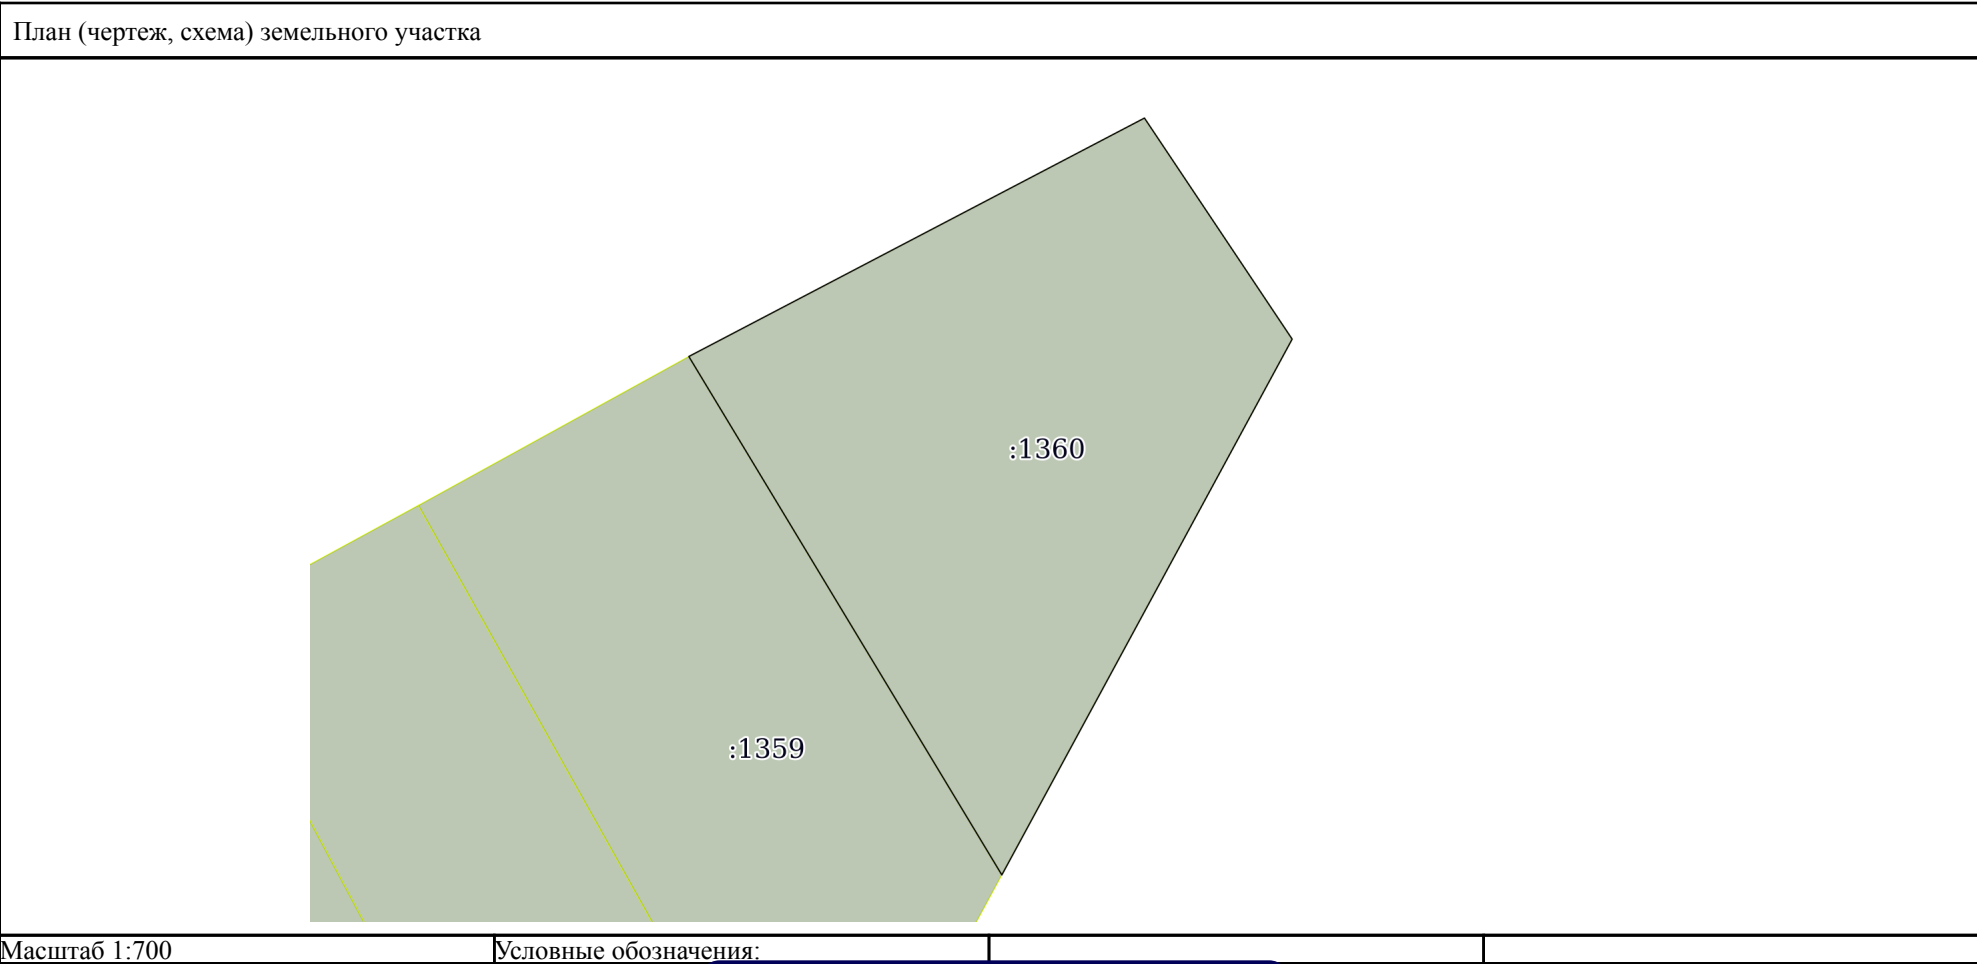 План (чертеж, схема) земельного участка
:1360
:1359
Масштаб 1:700
Условные обозначения: